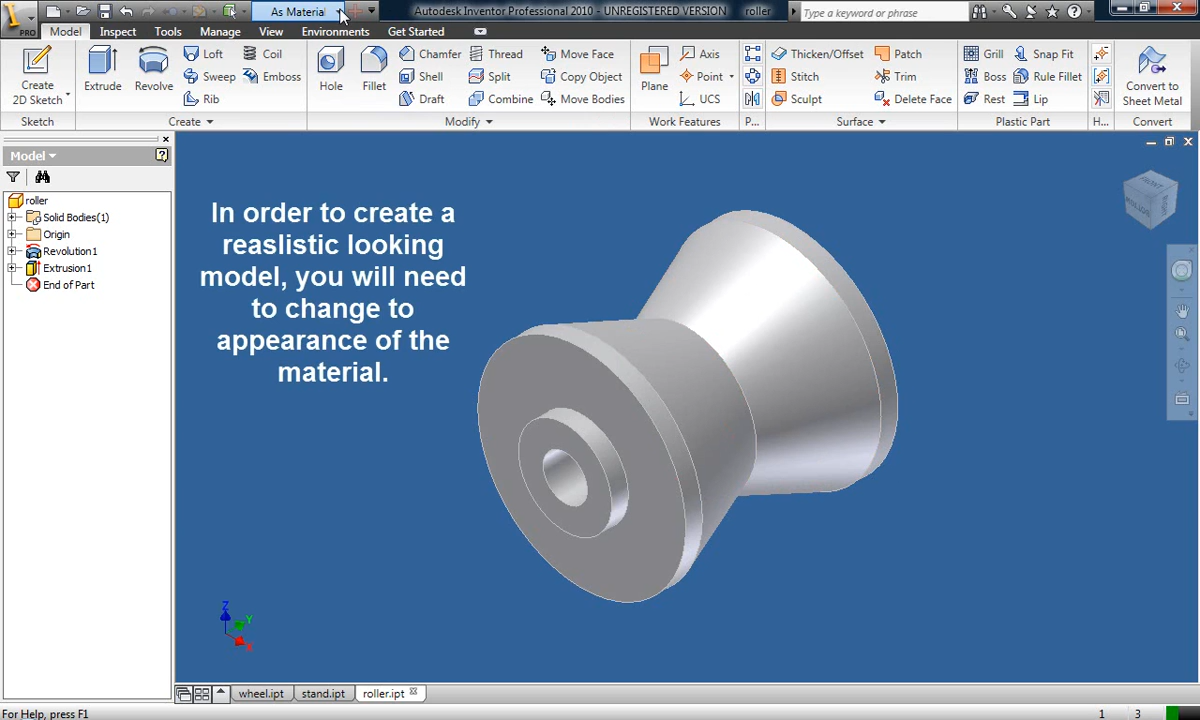 As Material
Autodesk Inventor Professional 2010 - UNREGISTERED VERSION roller
Type a keyword or phrase
PRO
Model Inspect Tools Manage View Environments Get Started
Create
2D Sketch
Extrude
Revolve
Loft
Coil
Sweep
Emboss
Rib
Hole
Fillet
Chamfer
Thread
Move Face
Shell
Split
Copy Object
Draft
Combine
Move Bodies
Plane
Axis
Point
UCS
Thicken/Offset
Patch
Stitch
Trim
Sculpt
Delete Face
Grill
Snap Fit
Boss
Rule Fillet
Rest
Lip
Convert to
Sheet Metal
Sketch Create Modify Work Features P... Surface Plastic Part H... Convert
Model
roller
Solid Bodies(1)
Origin
Revolution1
Extrusion1
End of Part
In order to create a
reaslistic looking
model, you will need
to change to
appearance of the
material.
FRONT
Z
Y
X
wheel.ipt stand.ipt roller.ipt
For Help, press F1
1 3